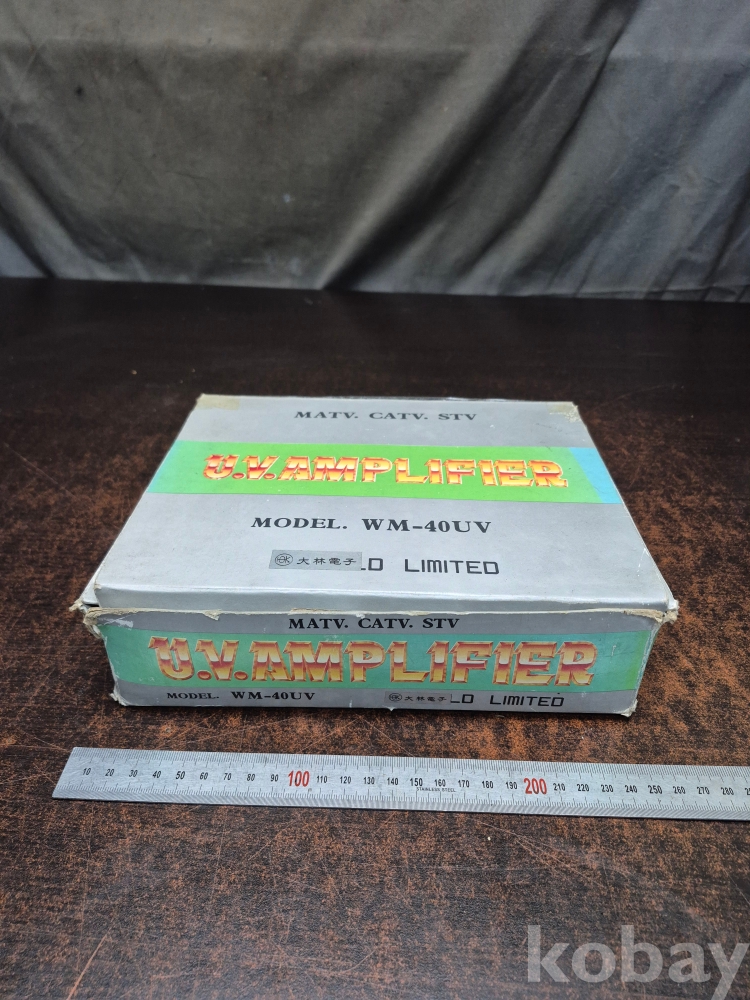 MATV. CATV. STV
U.V.AMPLIFIER
MODEL. WM-40UV
大林電子 LD LIMITED
MATV. CATV. STV
U.V.AMPLIFIER
MODEL. WM-40UV 大林電子 LD LIMITED
10 20 30 40 50 60 70 80 90 100 110 120 130 140 150 160 170 180 190 200 210 220 230 240 250 260 270 280
STAINLESS STEEL
kobay